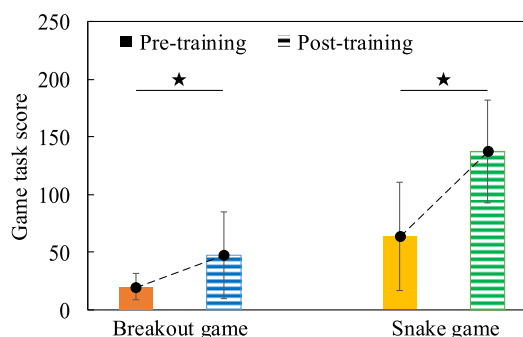 250
200
150
100
50
0
Game task score
Pre-training
Post-training
★
★
Breakout game
Snake game